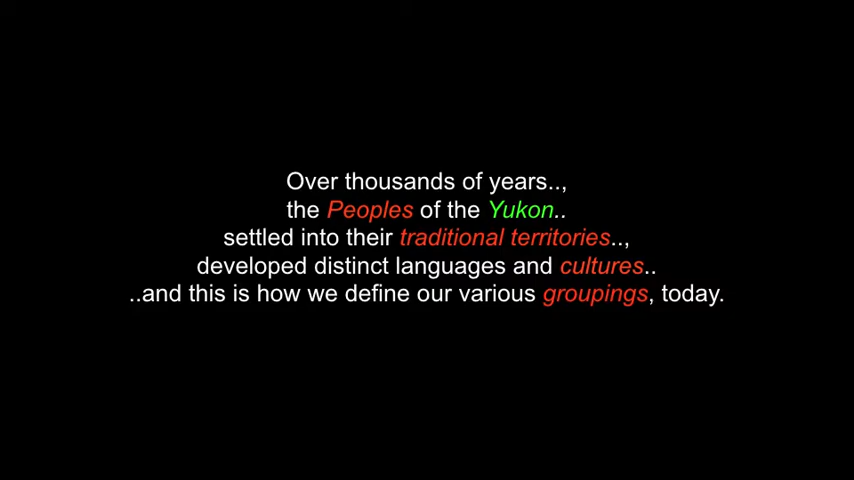 Over thousands of years..,
the Peoples of the Yukon..
settled into their traditional territories..,
developed distinct languages and cultures..
..and this is how we define our various groupings, today.